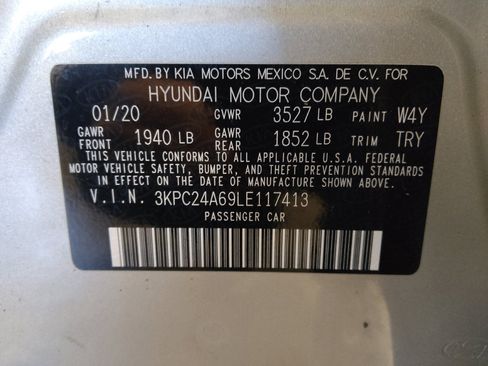 MFD.BY KIA MOTORS MEXICO S.A. DE C.V. FOR
HYUNDAI MOTOR COMPANY
01/20 GVWR 3527 LB PAINT W4Y
GAWR FRONT 1940 LB GAWR REAR 1852 LB TRIM TRY
THIS VEHICLE CONFORMS TO ALL APPLICABLE U.S.A. FEDERAL
MOTOR VEHICLE SAFETY, BUMPER, AND THEFT PREVENTION STANDARDS
IN EFFECT ON THE DATE OF MANUFACTURE SHOWN ABOVE.
V.I.N. 3KPC24A69LE117413
PASSENGER CAR